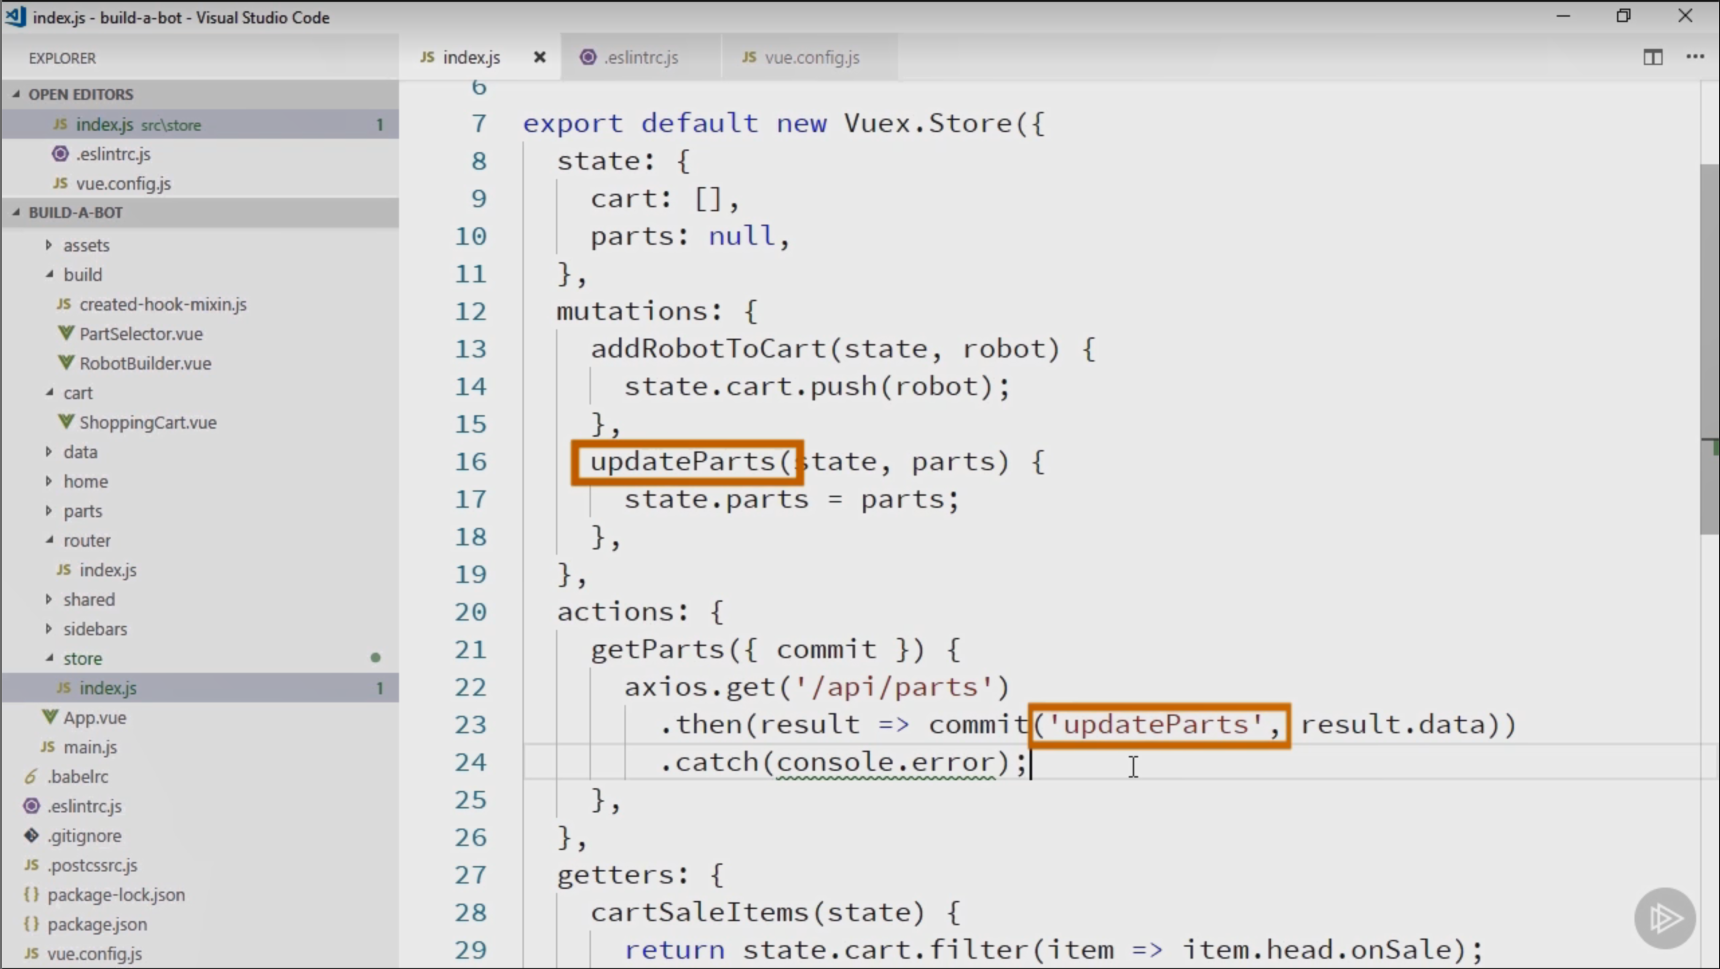 index.js - build-a-bot - Visual Studio Code
EXPLORER
OPEN EDITORS
JS index.js src\store 1
.eslintrc.js
JS vue.config.js
BUILD-A-BOT
assets
build
JS created-hook-mixin.js
PartSelector.vue
RobotBuilder.vue
cart
ShoppingCart.vue
data
home
parts
router
JS index.js
shared
sidebars
store
JS index.js 1
App.vue
JS main.js
.babelrc
.eslintrc.js
.gitignore
JS .postcssrc.js
{} package-lock.json
{} package.json
JS vue.config.js
JS index.js
.eslintrc.js
JS vue.config.js
6
7 export default new Vuex.Store({
8 state: {
9 cart: [],
10 parts: null,
11 },
12 mutations: {
13 addRobotToCart(state, robot) {
14 state.cart.push(robot);
15 },
16 updateParts(state, parts) {
17 state.parts = parts;
18 },
19 },
20 actions: {
21 getParts({ commit }) {
22 axios.get('/api/parts')
23 .then(result => commit('updateParts', result.data))
24 .catch(console.error);
25 },
26 },
27 getters: {
28 cartSaleItems(state) {
29 return state.cart.filter(item => item.head.onSale);